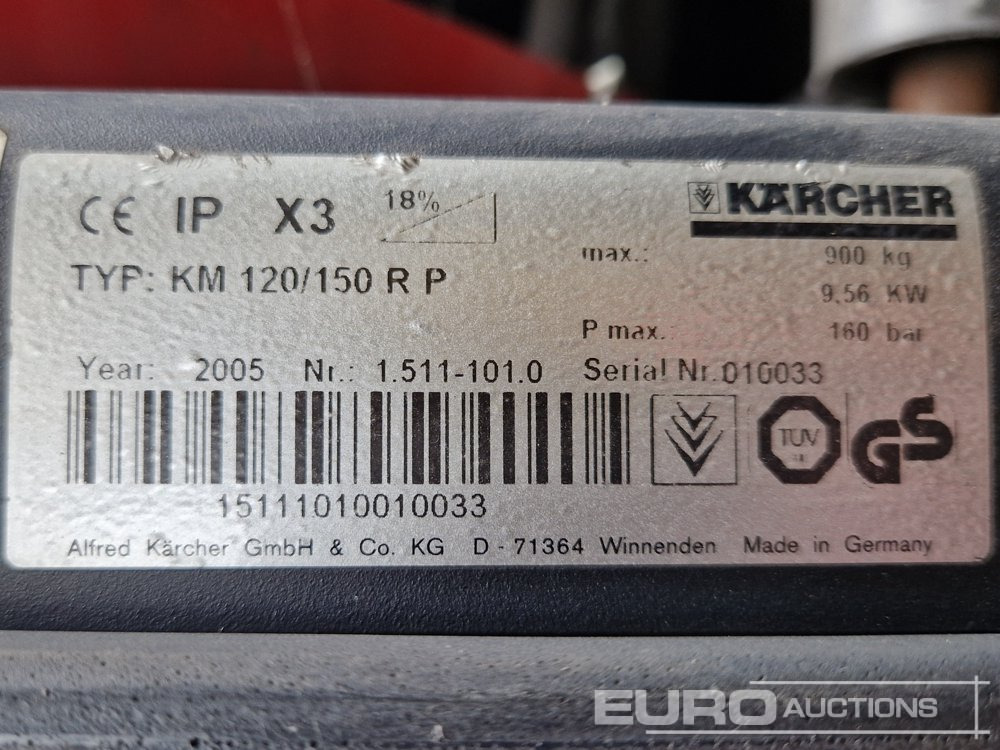 CE IP X3 18% KÄRCHER
max.: 900 kg
TYP: KM 120/150 R P
9,56 KW
P max.: 160 bar
Year: 2005 Nr.: 1.511-101.0 Serial Nr.010033
TÜV GS
15111010010033
Alfred Kärcher GmbH & Co. KG D - 71364 Winnenden Made in Germany
EURO AUCTIONS